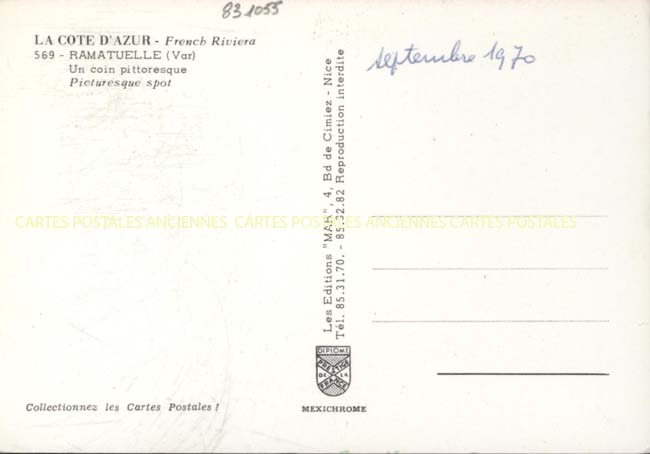 831055
LA COTE D'AZUR - French Riviera
569 - RAMATUELLE (Var)
Un coin pittoresque
Picturesque spot
septembre 1970
Les Editions "MAR", 4, Bd de Cimiez - Nice
Tél. 85.31.70. - 85.32.82 Reproduction interdite
CARTES POSTALES ANCIENNES CARTES POSTALES ANCIENNES CARTES POSTALES ANCIENNES
DIPLOME
PRESTIGE
DE LA
FRANCE
MEXICHROME
Collectionnez les Cartes Postales !